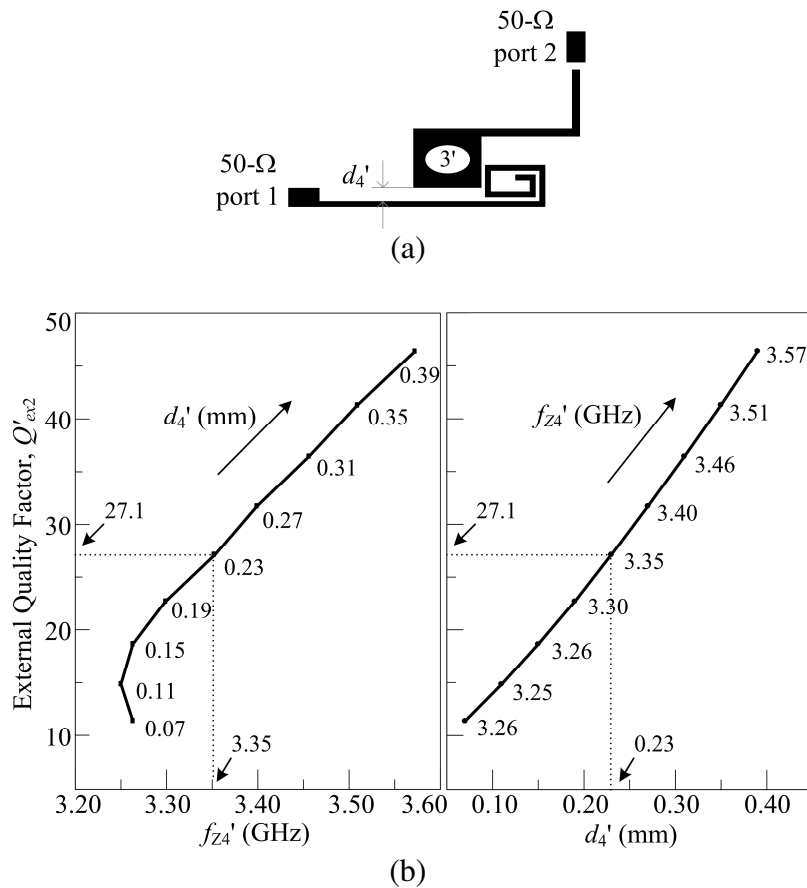 50-Ω
port 2
3'
50-Ω
port 1
d₄'
(a)
External Quality Factor, Q'ex2
50
40
30
20
10
d₄' (mm)
27.1
0.39
0.35
0.31
0.27
0.23
0.19
0.15
0.11
0.07
3.35
3.20 3.30 3.40 3.50 3.60
fZ4' (GHz)
fZ4' (GHz)
27.1
3.57
3.51
3.46
3.40
3.35
3.30
3.26
3.25
3.26
0.23
0.10 0.20 0.30 0.40
d₄' (mm)
(b)